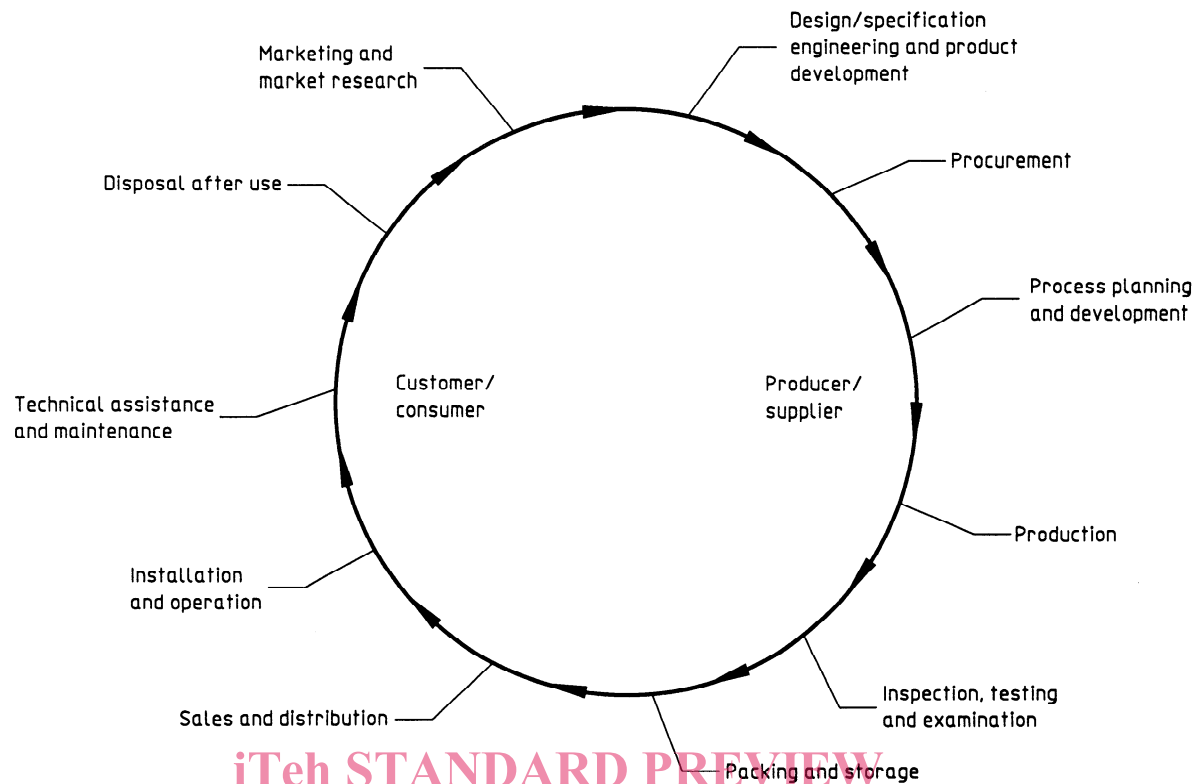 Design/specification
engineering and product
development
Marketing and
market research
Procurement
Disposal after use
Process planning
and development
Customer/
consumer
Producer/
supplier
Technical assistance
and maintenance
Production
Installation
and operation
Inspection, testing
and examination
Sales and distribution
iTeh STANDARD PREVIEW
Packing and storage